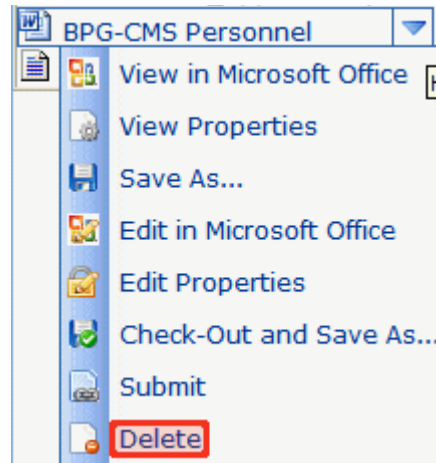 BPG-CMS Personnel
View in Microsoft Office
View Properties
Save As...
Edit in Microsoft Office
Edit Properties
Check-Out and Save As...
Submit
Delete